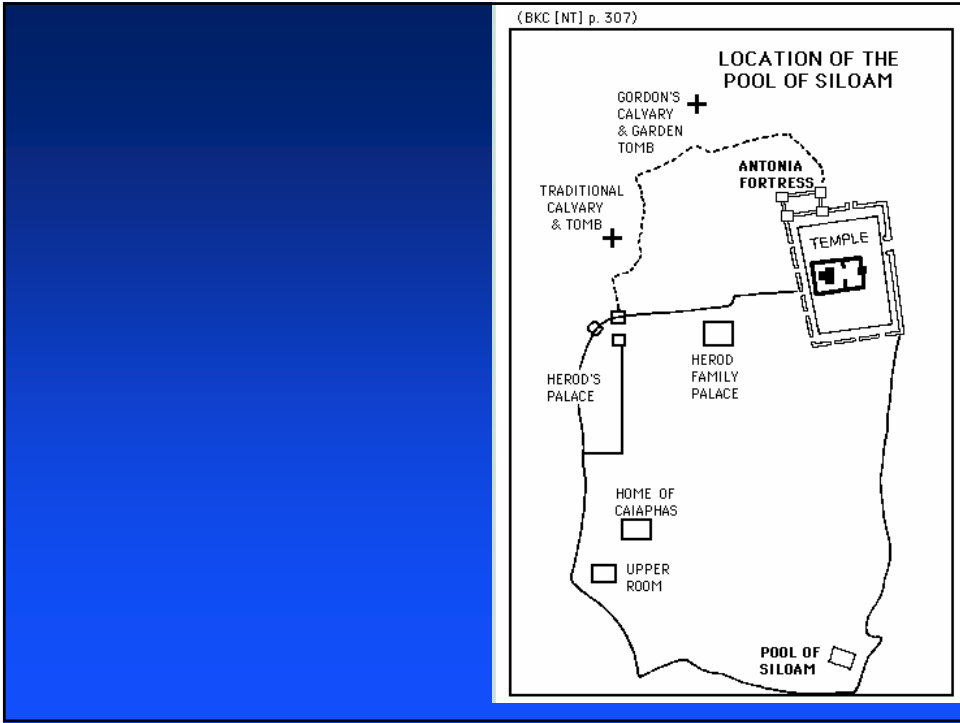 (BKC [NT] p. 307)
LOCATION OF THE
POOL OF SILOAM
GORDON'S
CALVARY
& GARDEN
TOMB
ANTONIA
FORTRESS
TRADITIONAL
CALVARY
& TOMB
TEMPLE
HEROD'S
PALACE
HEROD
FAMILY
PALACE
HOME OF
CAIAPHAS
UPPER
ROOM
POOL OF
SILOAM